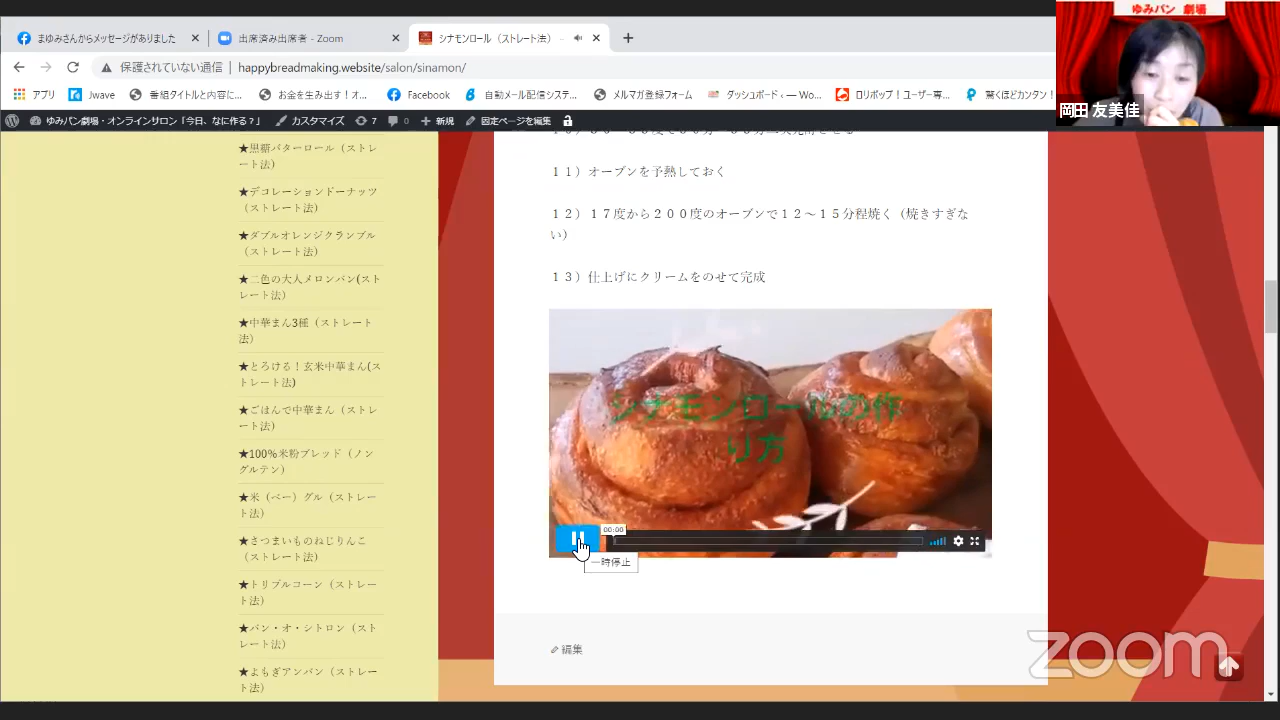 まゆみさんからメッセージがありました
出席済み出席者 - Zoom
シナモンロール（ストレート法） -
ゆみパン 劇場
保護されていない通信 | happybreadmaking.website/salon/sinamon/
アプリ
Jwave
番組タイトルと内容に...
お金を生み出す！オ...
Facebook
自動メール配信システ...
メルマガ登録フォーム
ダッシュボード ‹ — Wo...
ロリポップ！ユーザー専...
驚くほどカンタン！
岡田 友美佳
ゆみパン劇場・オンラインサロン「今日、なに作る？」
カスタマイズ
7
0
新規
固定ページを編集
★黒糖バターロール（ストレ
ート法）
★デコレーションドーナッツ
（ストレート法）
★ダブルオレンジクランブル
（ストレート法）
★二色の大人メロンパン(スト
レート法）
★中華まん3種（ストレート
法）
★とろける！玄米中華まん(ス
トレート法)
★ごはんで中華まん（ストレ
ート法）
★100％米粉ブレッド（ノン
グルテン）
★米（べー）グル（ストレー
ト法）
★さつまいものねじりんこ
（ストレート法）
★トリプルコーン（ストレー
ト法）
★パン・オ・シトロン（スト
レート法）
★よもぎアンパン（ストレー
ト法）
１１）オーブンを予熱しておく
１２）１７度から２００度のオーブンで１２～１５分程焼く（焼きすぎな
い）
１３）仕上げにクリームをのせて完成
シナモンロールの作
り方
00:00
一時停止
編集
zoom